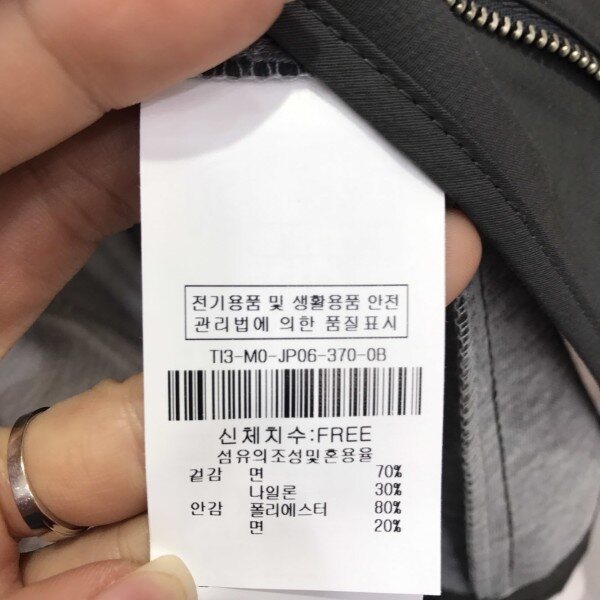 전기용품 및 생활용품 안전
관리법에 의한 품질표시
TI3-M0-JP06-370-0B
신체치수:FREE
섬유의조성및혼용율
겉감 면 70%
나일론 30%
안감 폴리에스터 80%
면 20%